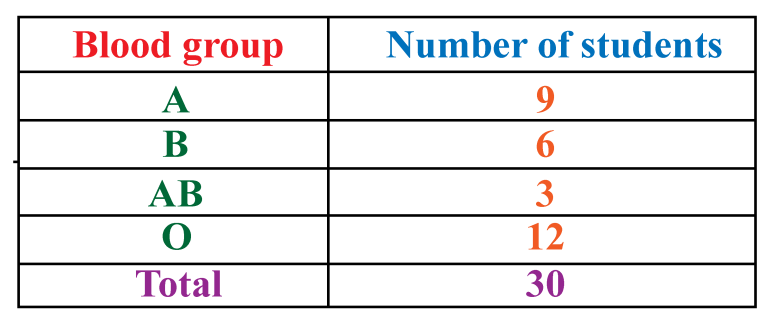 Blood group Number of students
A 9
B 6
AB 3
O 12
Total 30